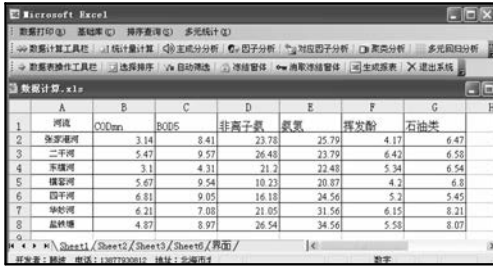 Microsoft Excel
数据打印(B) 基础库(C) 排序查询(S) 多元统计(Q)
数据计算工具栏 统计量计算 主成分分析 因子分析 对应因子分析 聚类分析 多元回归分析
数据表操作工具栏 选择排序 自动筛选 冻结窗体 消取冻结窗体 生成报表 退出系统
数据计算.xls
A B C D E F G
1 河流 CODmn BOD5 非离子氨 氨氮 挥发酚 石油类
2 张家港河 3.14 8.41 23.78 25.79 4.17 6.47
3 二干河 5.47 9.57 26.48 23.79 6.42 6.58
4 东横河 3.1 4.31 21.2 22.48 5.34 6.54
5 横套河 5.67 9.54 10.23 20.87 4.2 6.8
6 四干河 6.81 9.05 16.18 24.56 5.2 5.45
7 华妙河 6.21 7.08 21.05 31.56 6.15 8.21
8 盐铁塘 4.87 8.97 26.54 34.56 5.58 8.07
Sheet1 Sheet2 Sheet3 Sheet6 界面
开发者: 电话:13077930812 地址:北海市 数字